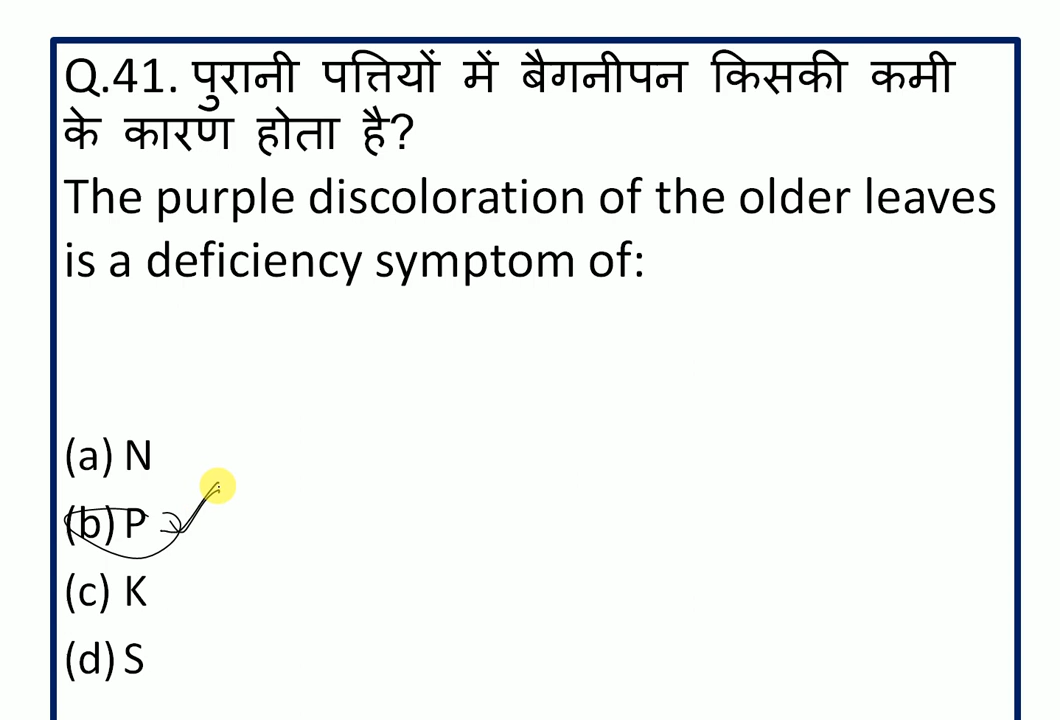 Q.41. पुरानी पत्तियों में बैगनीपन किसकी कमी
के कारण होता है?
The purple discoloration of the older leaves
is a deficiency symptom of:
(a) N
(b) P
(c) K
(d) S